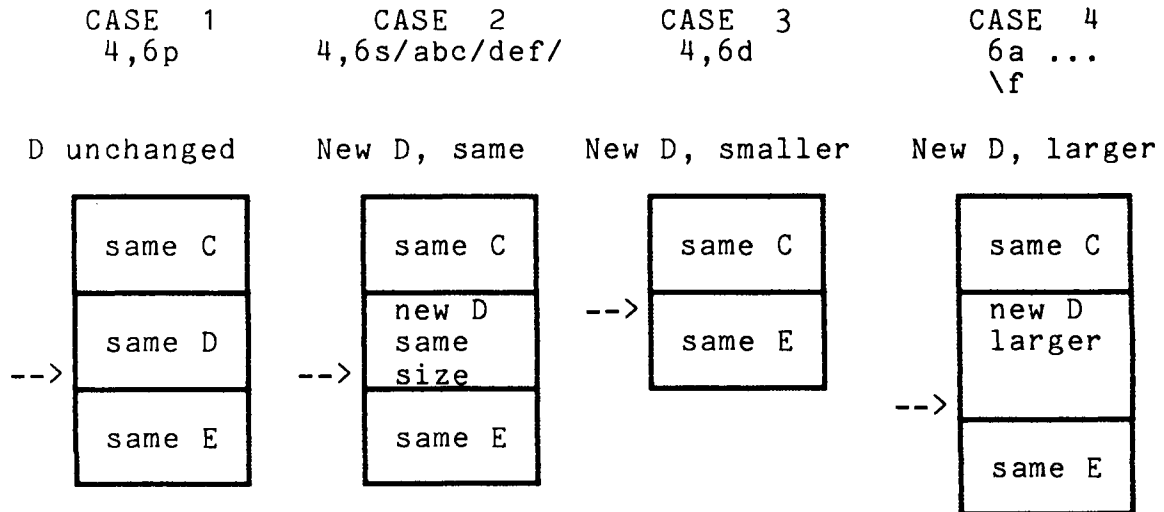 CASE 1
4,6p
D unchanged
same C
same D
-->
same E
CASE 2
4,6s/abc/def/
New D, same
same C
new D
same
size
-->
same E
CASE 3
4,6d
New D, smaller
same C
-->
same E
CASE 4
6a ...
\f
New D, larger
same C
new D
larger
-->
same E